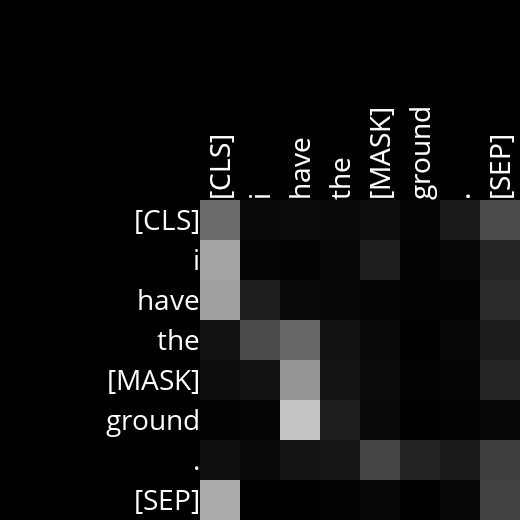 [CLS]
i
have
the
[MASK]
ground
.
[SEP]
[CLS]
i
have
the
[MASK]
ground
.
[SEP]